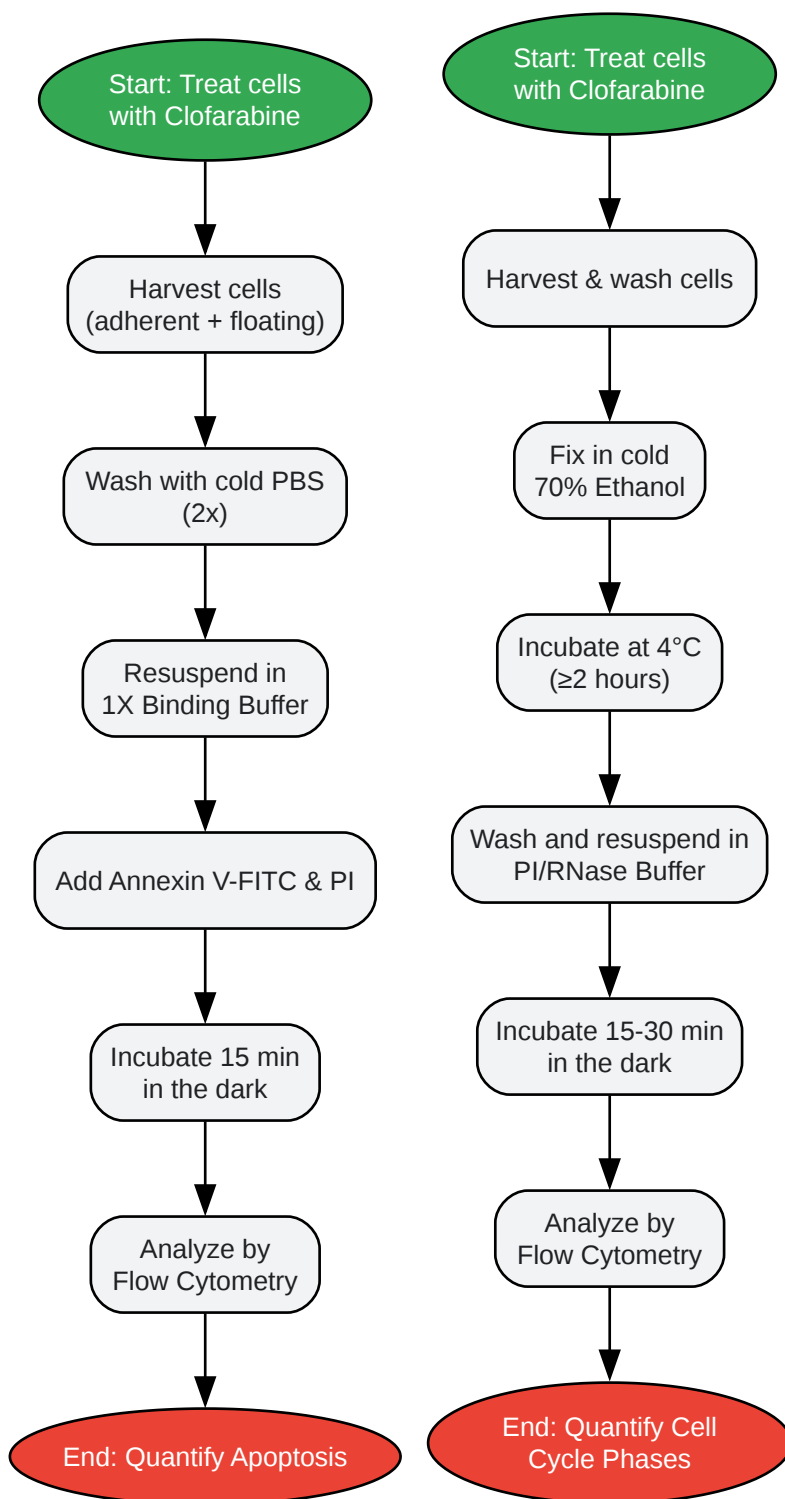 Start: Treat cells
with Clofarabine
Harvest cells
(adherent + floating)
Wash with cold PBS
(2x)
Resuspend in
1X Binding Buffer
Add Annexin V-FITC & PI
Incubate 15 min
in the dark
Analyze by
Flow Cytometry
End: Quantify Apoptosis
Start: Treat cells
with Clofarabine
Harvest & wash cells
Fix in cold
70% Ethanol
Incubate at 4°C
(≥2 hours)
Wash and resuspend in
PI/RNase Buffer
Incubate 15-30 min
in the dark
Analyze by
Flow Cytometry
End: Quantify Cell
Cycle Phases